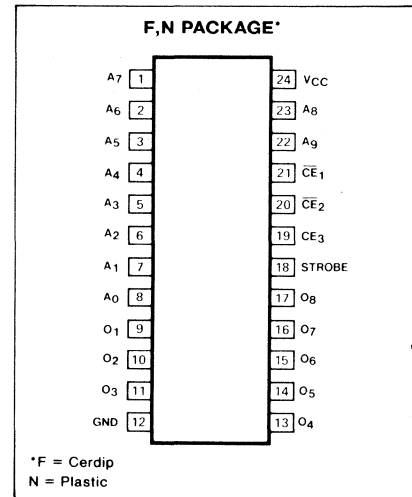 F,N PACKAGE*
A7 1 24 VCC
A6 2 23 A8
A5 3 22 A9
A4 4 21 C̅E̅1
A3 5 20 C̅E̅2
A2 6 19 CE3
A1 7 18 STROBE
A0 8 17 O8
O1 9 16 O7
O2 10 15 O6
O3 11 14 O5
GND 12 13 O4
*F = Cerdip
N = Plastic